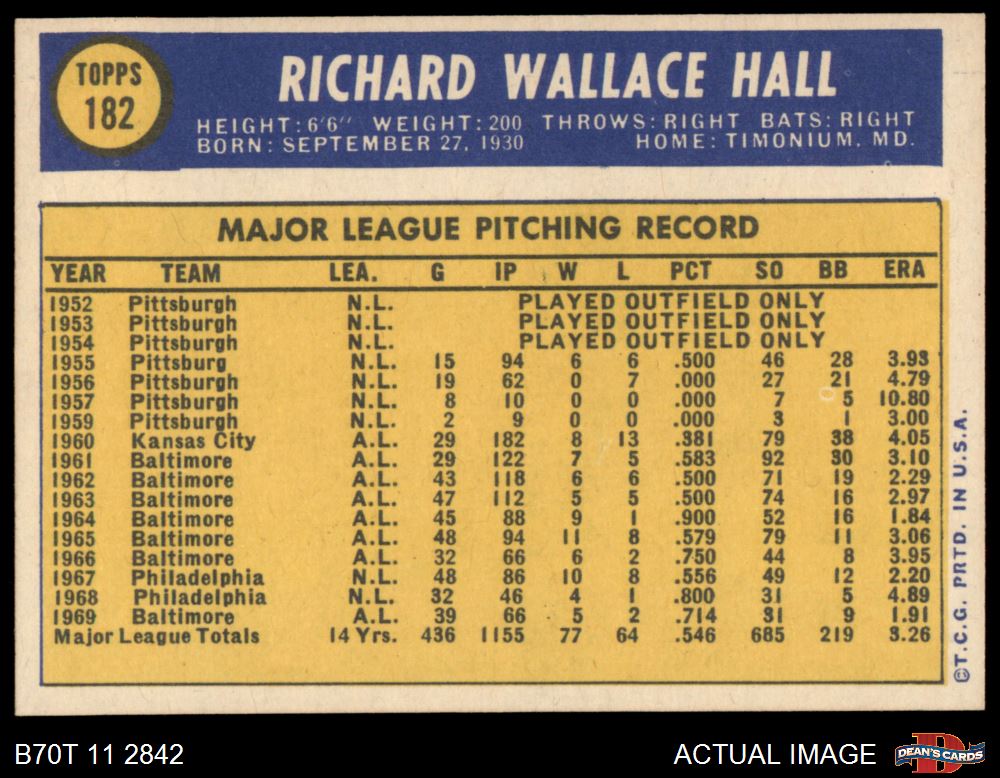 TOPPS
182
RICHARD WALLACE HALL
HEIGHT: 6'6" WEIGHT: 200 THROWS: RIGHT BATS: RIGHT
BORN: SEPTEMBER 27, 1930 HOME: TIMONIUM, MD.
MAJOR LEAGUE PITCHING RECORD
YEAR TEAM LEA. G IP W L PCT SO BB ERA
1952 Pittsburgh N.L. PLAYED OUTFIELD ONLY
1953 Pittsburgh N.L. PLAYED OUTFIELD ONLY
1954 Pittsburgh N.L. PLAYED OUTFIELD ONLY
1955 Pittsburg N.L. 15 94 6 6 .500 46 28 3.93
1956 Pittsburgh N.L. 19 62 0 7 .000 27 21 4.79
1957 Pittsburgh N.L. 8 10 0 0 .000 7 5 10.80
1959 Pittsburgh N.L. 2 9 0 0 .000 3 1 3.00
1960 Kansas City A.L. 29 182 8 13 .381 79 38 4.05
1961 Baltimore A.L. 29 122 7 5 .583 92 30 3.10
1962 Baltimore A.L. 43 118 6 6 .500 71 19 2.29
1963 Baltimore A.L. 47 112 5 5 .500 74 16 2.97
1964 Baltimore A.L. 45 88 9 1 .900 52 16 1.84
1965 Baltimore A.L. 48 94 11 8 .579 79 11 3.06
1966 Baltimore A.L. 32 66 6 2 .750 44 8 3.95
1967 Philadelphia N.L. 48 86 10 8 .556 49 12 2.20
1968 Philadelphia N.L. 32 46 4 1 .800 31 5 4.89
1969 Baltimore A.L. 39 66 5 2 .714 31 9 1.91
Major League Totals 14 Yrs. 436 1155 77 64 .546 685 219 3.26
©T.C.G. PRTD. IN U.S.A.
B70T 11 2842
ACTUAL IMAGE
DEAN'S CARDS